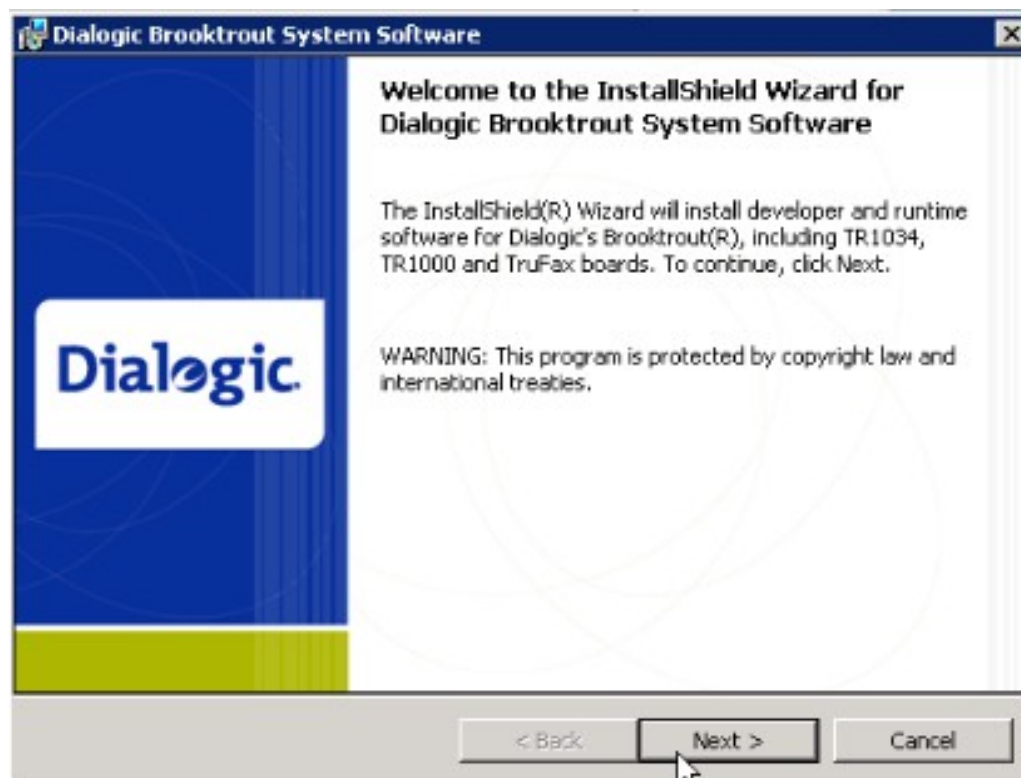 Dialogic Brooktrout System Software
Welcome to the InstallShield Wizard for
Dialogic Brooktrout System Software
The InstallShield(R) Wizard will install developer and runtime
software for Dialogic's Brooktrout(R), including TR1034,
TR1000 and TruFax boards. To continue, click Next.
Dialogic.
WARNING: This program is protected by copyright law and
international treaties.
< Back
Next >
Cancel